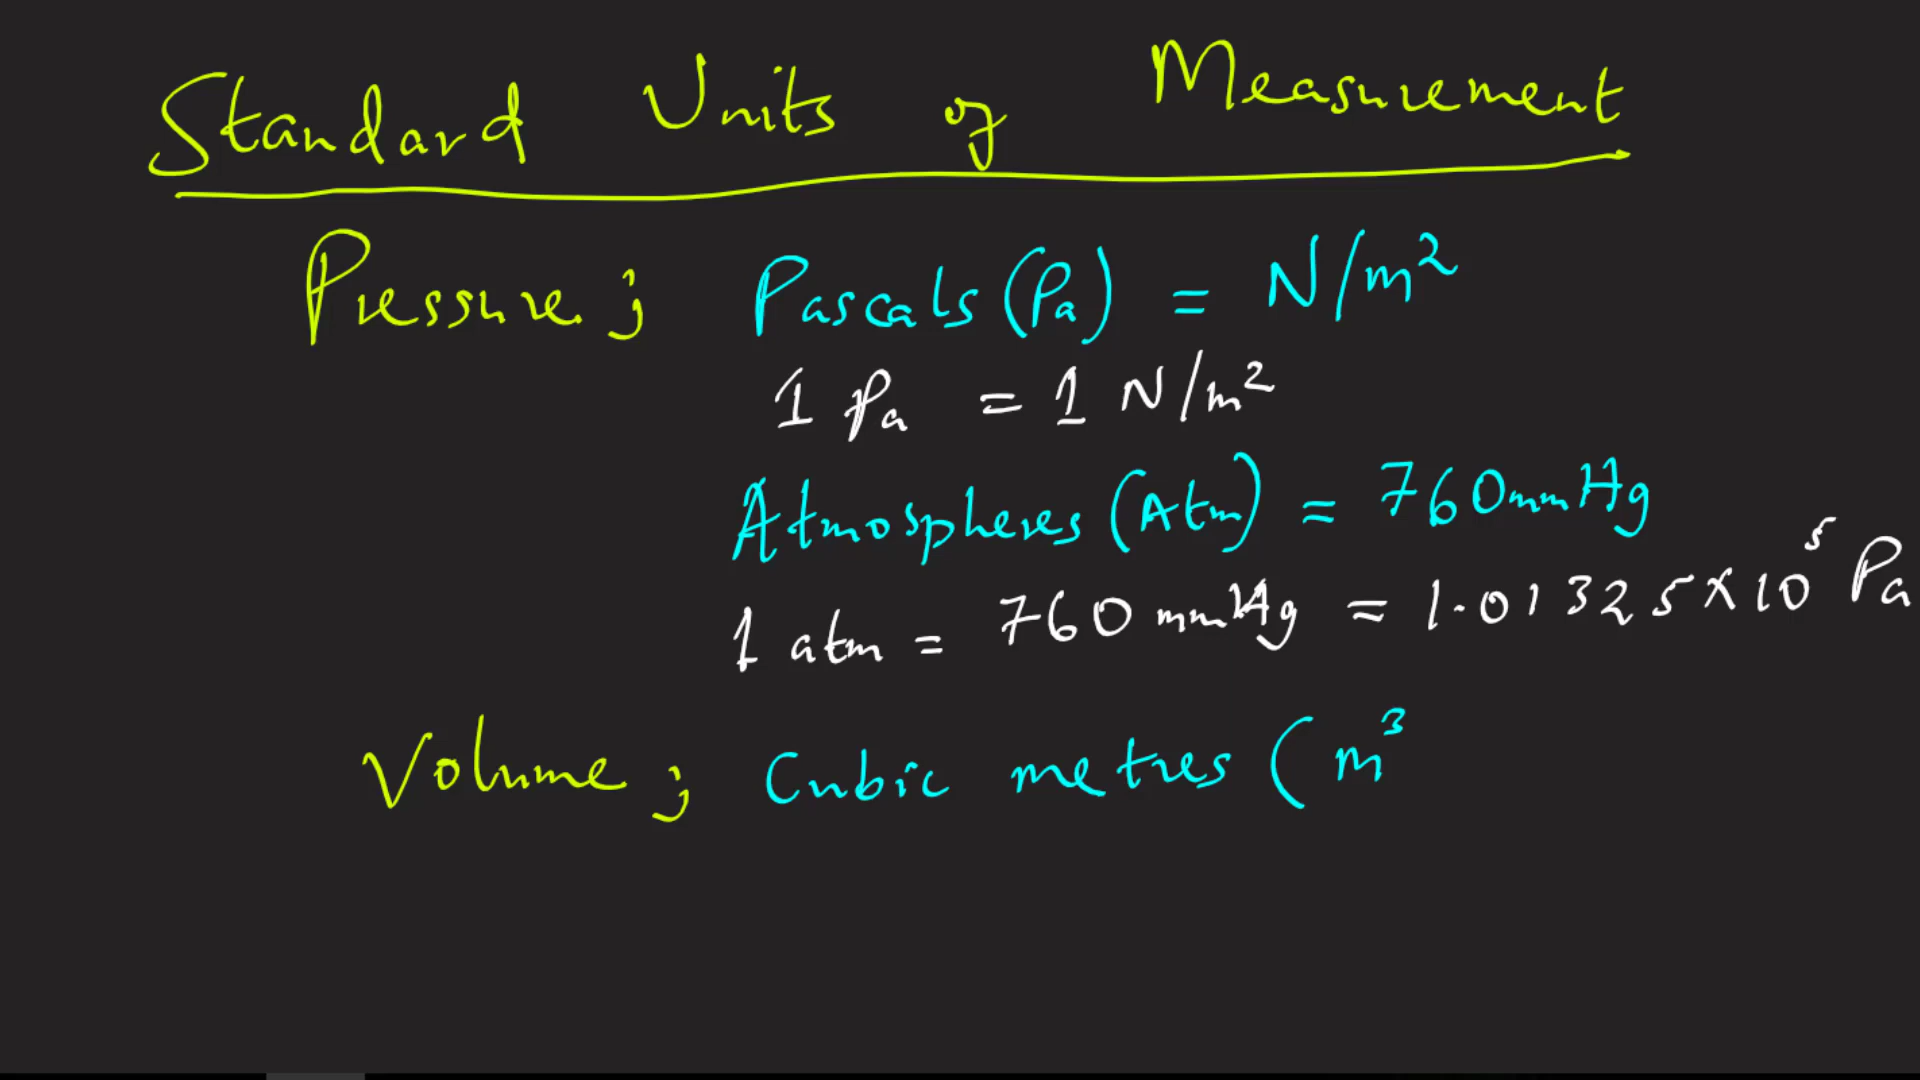 Standard Units of Measurement
Pressure; Pascals (Pa) = N/m²
1 Pa = 1 N/m²
Atmospheres (Atm) = 760mmHg
1 atm = 760 mmHg = 1.01325 x 10⁵ Pa
Volume; Cubic metres (m³